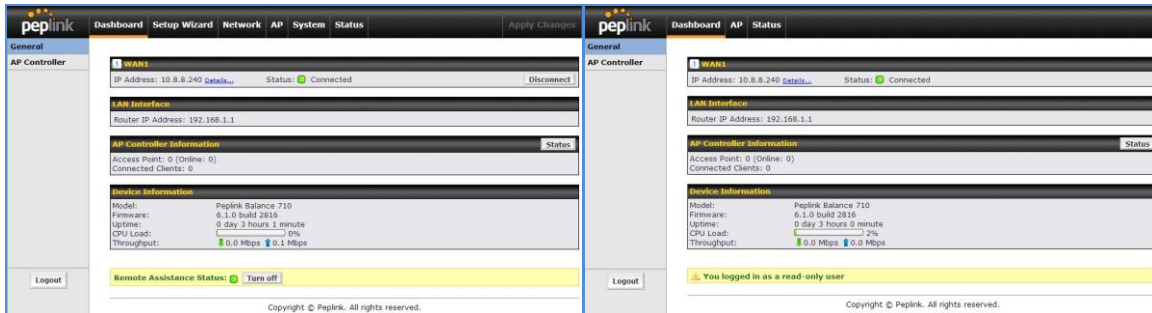 peplink
Dashboard Setup Wizard Network AP System Status Apply Changes
General
AP Controller
1 WAN1
IP Address: 10.8.8.240 Details... Status: Connected Disconnect
LAN Interface
Router IP Address: 192.168.1.1
AP Controller Information Status
Access Point: 0 (Online: 0)
Connected Clients: 0
Device Information
Model: Peplink Balance 710
Firmware: 6.1.0 build 2816
Uptime: 0 day 3 hours 1 minute
CPU Load: 0%
Throughput: 0.0 Mbps 0.1 Mbps
Logout
Remote Assistance Status: Turn off
Copyright © Peplink. All rights reserved.
peplink
Dashboard AP Status
General
AP Controller
1 WAN1
IP Address: 10.8.8.240 Details... Status: Connected
LAN Interface
Router IP Address: 192.168.1.1
AP Controller Information Status
Access Point: 0 (Online: 0)
Connected Clients: 0
Device Information
Model: Peplink Balance 710
Firmware: 6.1.0 build 2816
Uptime: 0 day 3 hours 0 minute
CPU Load: 2%
Throughput: 0.0 Mbps 0.0 Mbps
Logout
You logged in as a read-only user
Copyright © Peplink. All rights reserved.